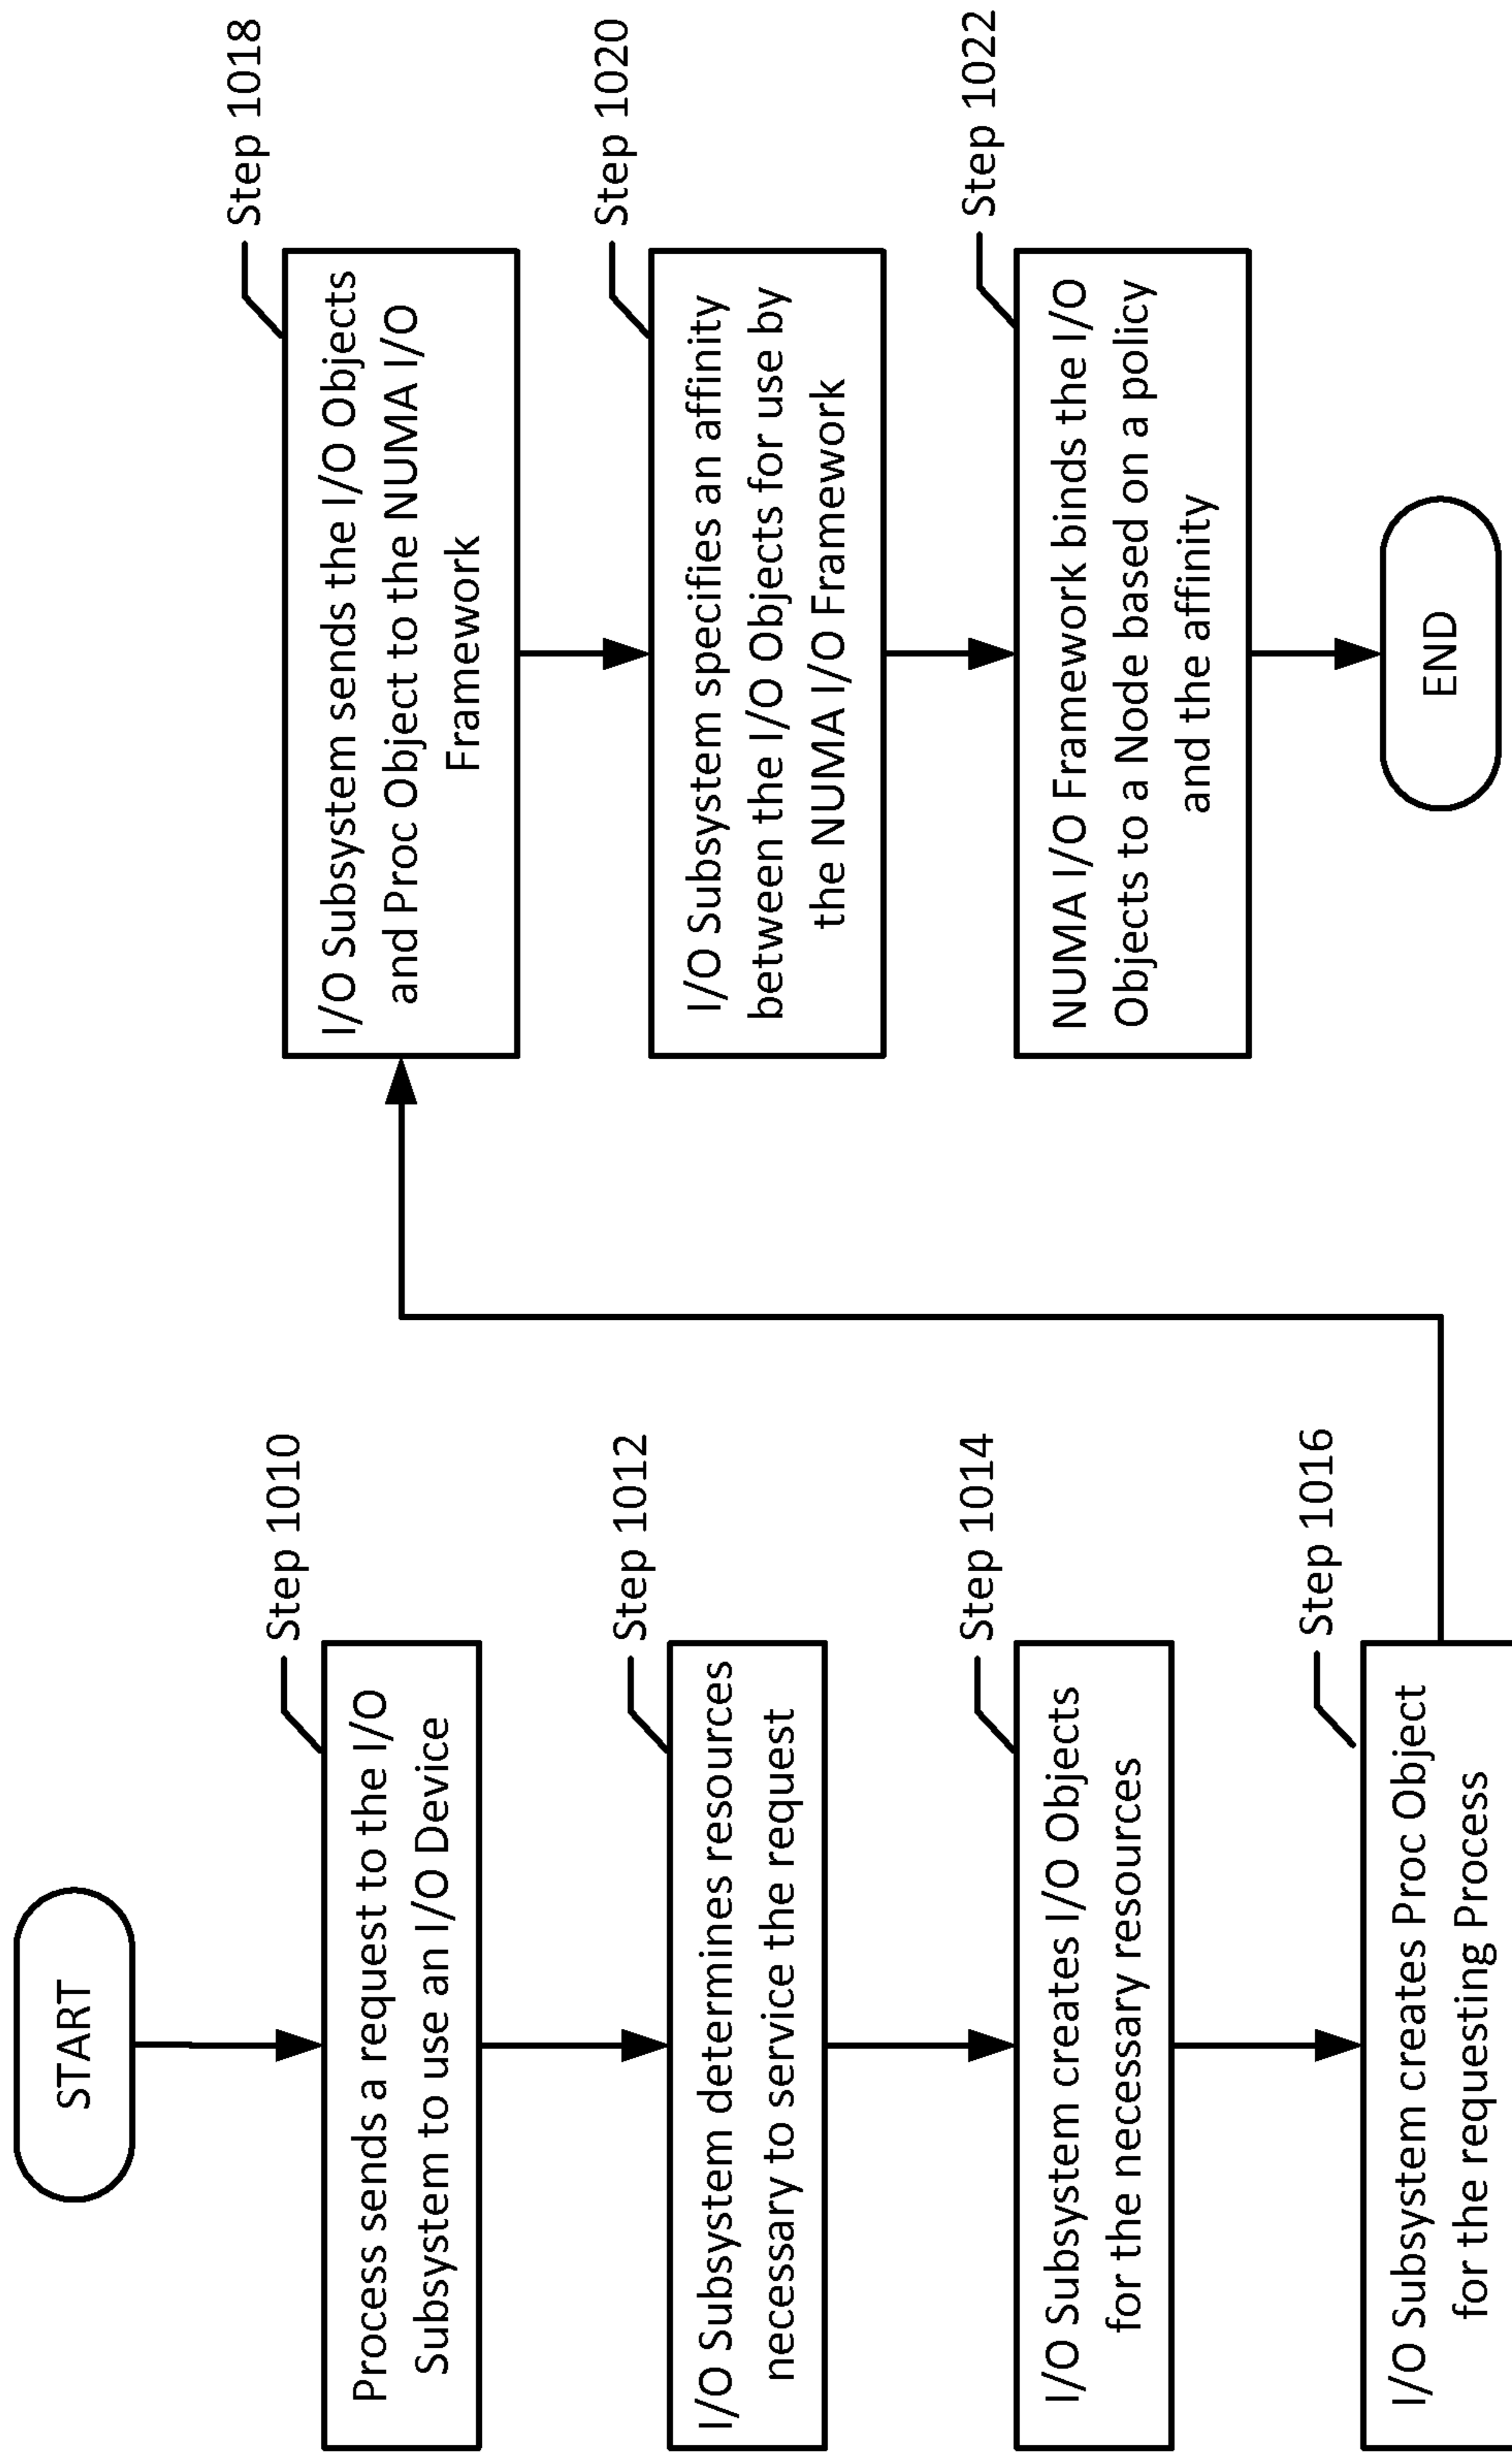 START
Step 1010
Process sends a request to the I/O
Subsystem to use an I/O Device
Step 1012
I/O Subsystem determines resources
necessary to service the request
Step 1014
I/O Subsystem creates I/O Objects
for the necessary resources
Step 1016
I/O Subsystem creates Proc Object
for the requesting Process
Step 1018
I/O Subsystem sends the I/O Objects
and Proc Object to the NUMA I/O
Framework
Step 1020
I/O Subsystem specifies an affinity
between the I/O Objects for use by
the NUMA I/O Framework
Step 1022
NUMA I/O Framework binds the I/O
Objects to a Node based on a policy
and the affinity
END